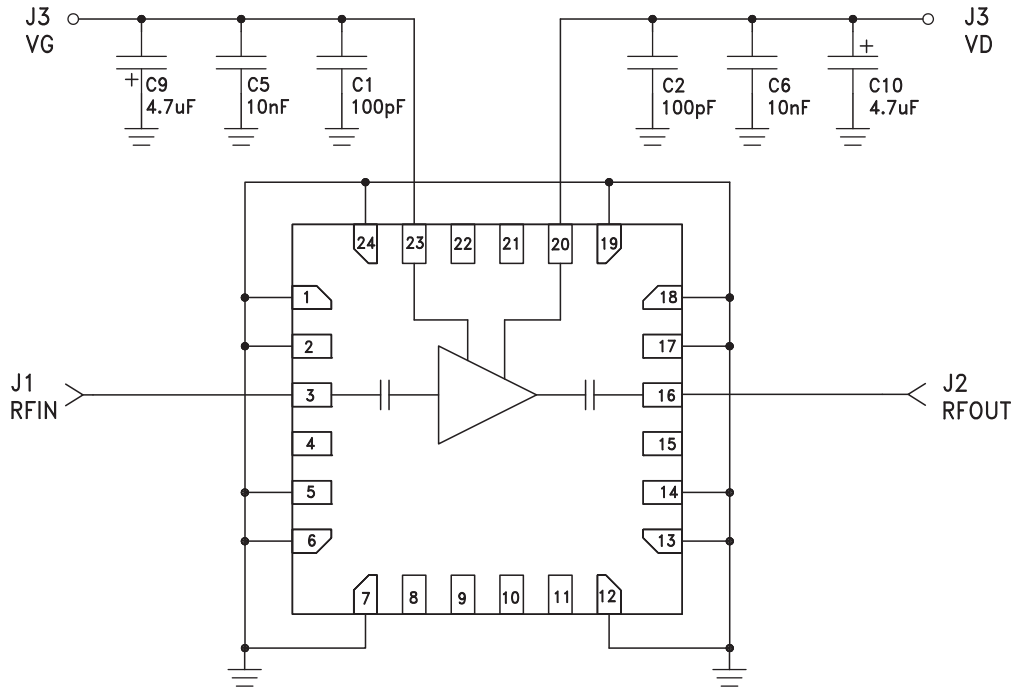 J3
VG
J3
VD
+
C9
4.7uF
C5
10nF
C1
100pF
C2
100pF
C6
10nF
+
C10
4.7uF
24
23
22
21
20
19
1
18
2
17
J1
RFIN
3
16
J2
RFOUT
4
15
5
14
6
13
7
8
9
10
11
12